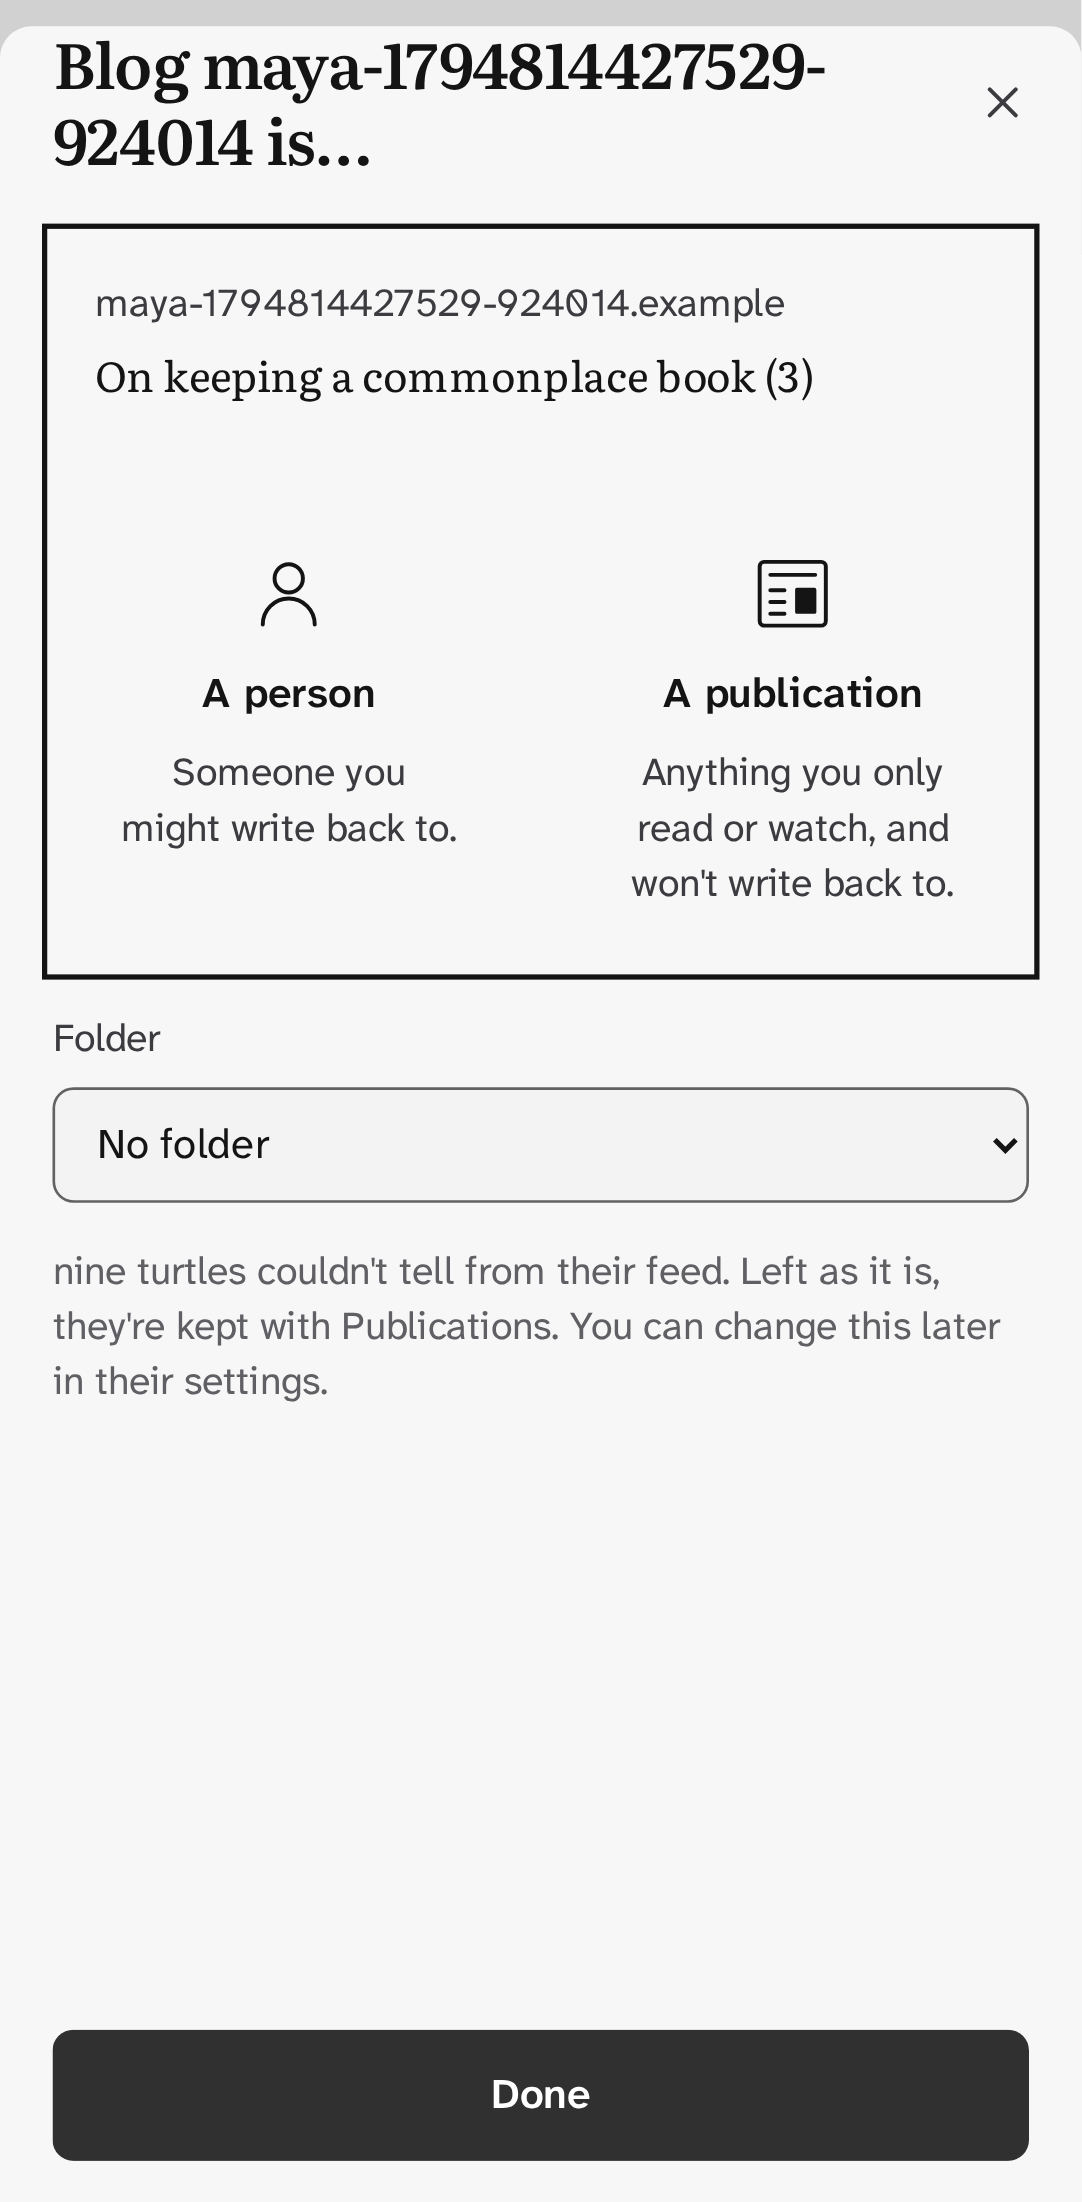 Blog maya-1794814427529-
924014 is...
maya-1794814427529-924014.example
On keeping a commonplace book (3)
A person
Someone you
might write back to.
A publication
Anything you only
read or watch, and
won't write back to.
Folder
No folder
nine turtles couldn't tell from their feed. Left as it is,
they're kept with Publications. You can change this later
in their settings.
Done